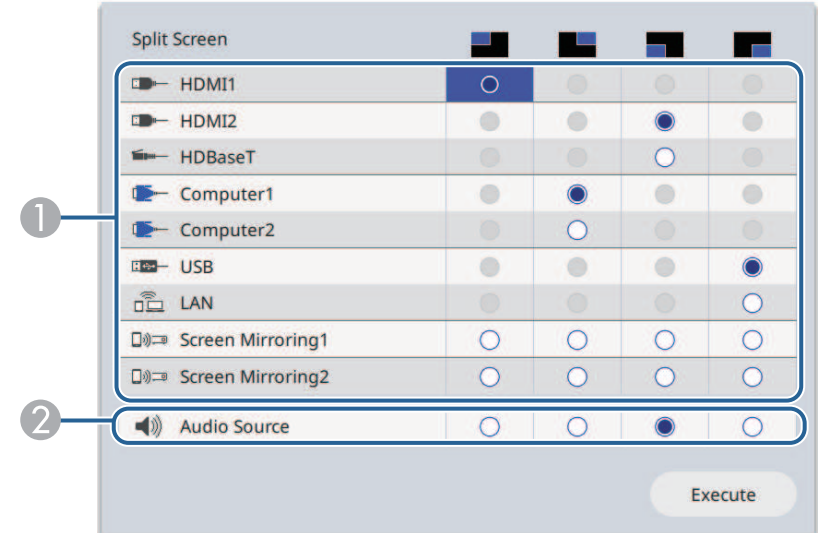 Split Screen
HDMI1
HDMI2
HDBaseT
1
Computer1
Computer2
USB
LAN
Screen Mirroring1
Screen Mirroring2
2
Audio Source
Execute